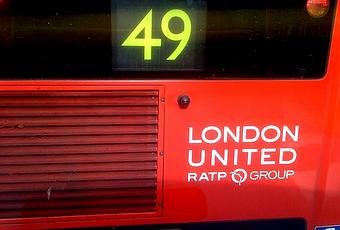 49
LONDON
UNITED
RATP GROUP